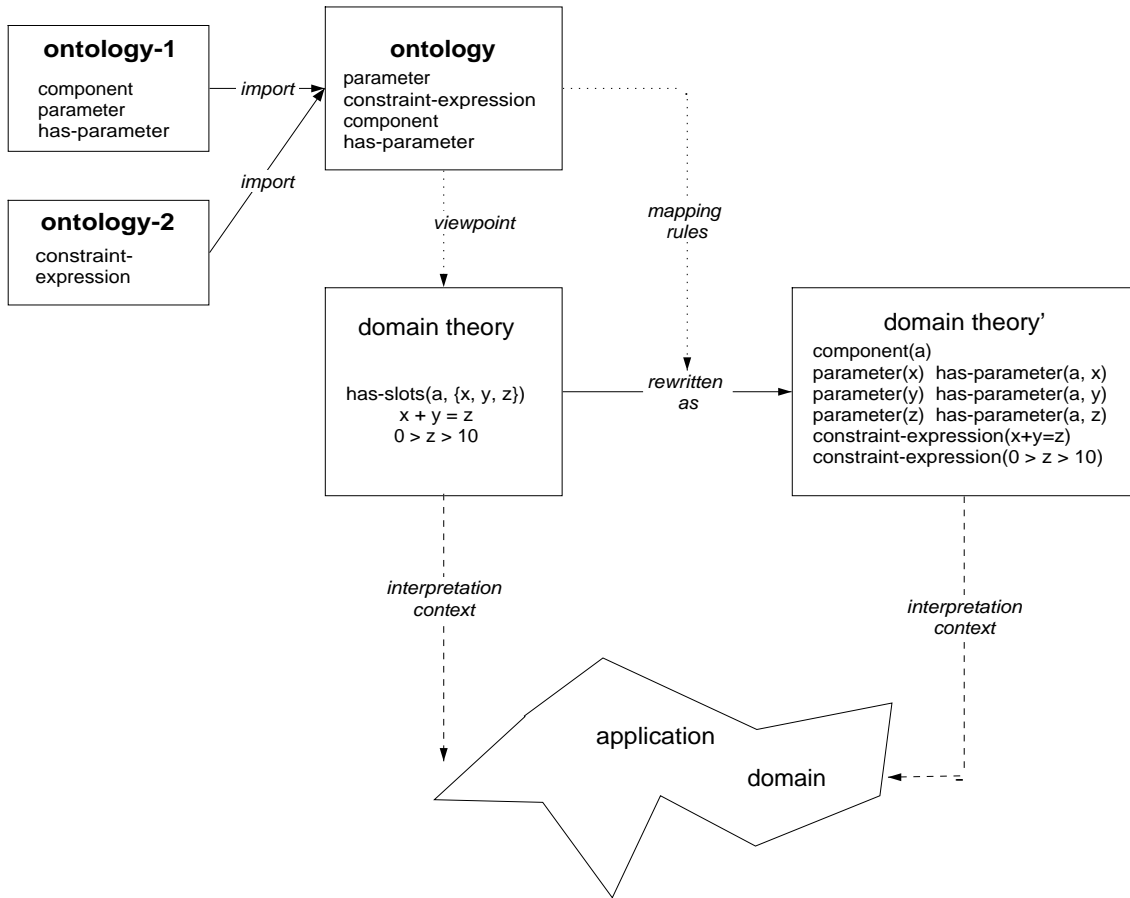 ontology-1
component
parameter
has-parameter
import
ontology
parameter
constraint-expression
component
has-parameter
import
ontology-2
constraint-
expression
viewpoint
mapping
rules
domain theory
has-slots(a, {x, y, z})
x + y = z
0 > z > 10
rewritten
as
domain theory’
component(a)
parameter(x) has-parameter(a, x)
parameter(y) has-parameter(a, y)
parameter(z) has-parameter(a, z)
constraint-expression(x+y=z)
constraint-expression(0 > z > 10)
interpretation
context
interpretation
context
application
domain